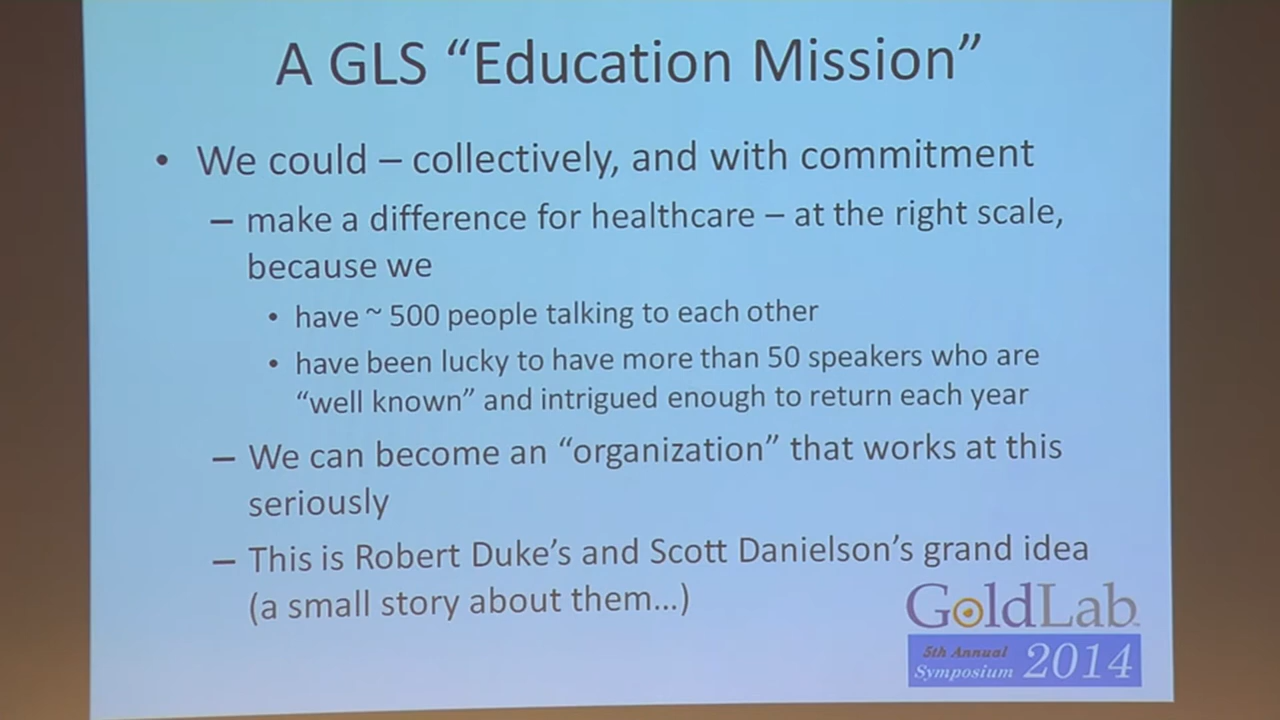 A GLS “Education Mission”
• We could – collectively, and with commitment
– make a difference for healthcare – at the right scale,
because we
• have ~ 500 people talking to each other
• have been lucky to have more than 50 speakers who are
“well known” and intrigued enough to return each year
– We can become an “organization” that works at this
seriously
– This is Robert Duke’s and Scott Danielson’s grand idea
(a small story about them…)
GoldLab
5th Annual
Symposium 2014